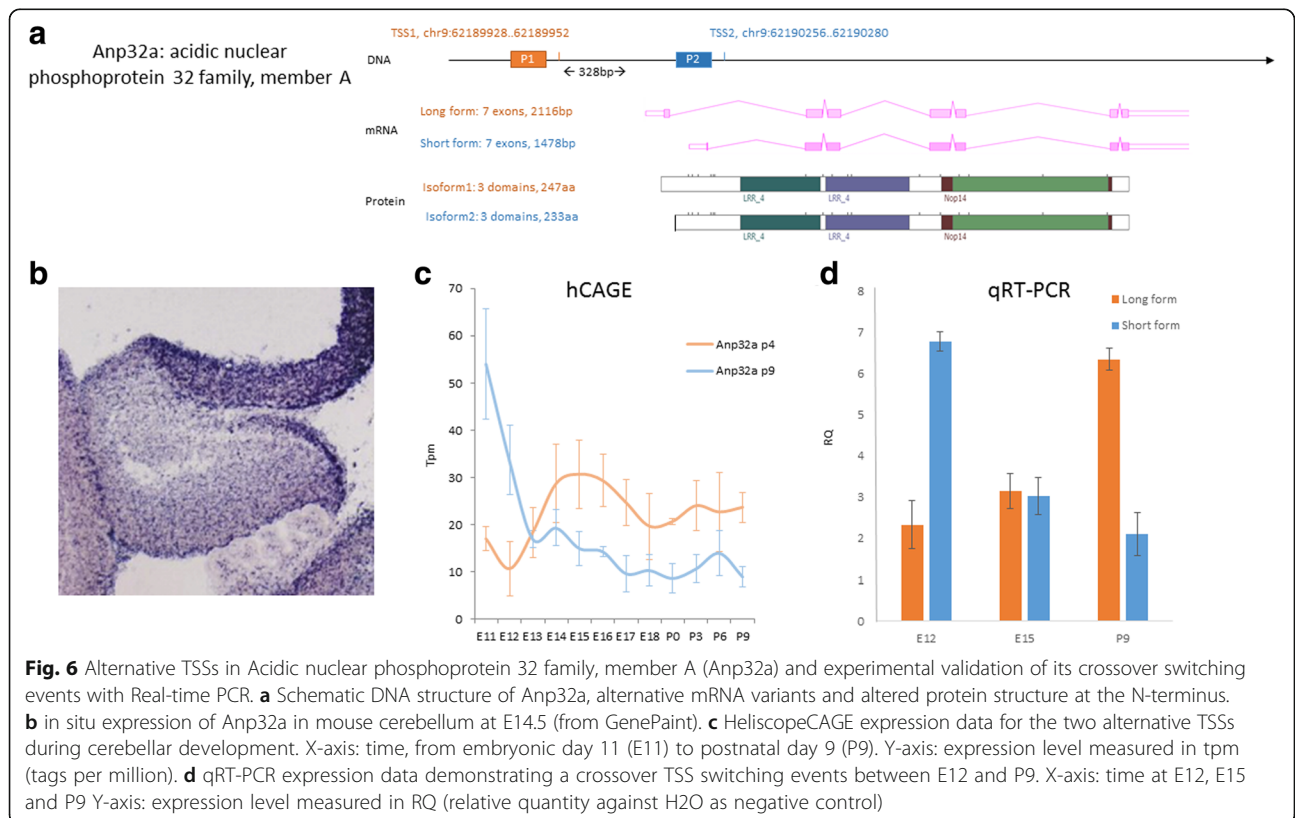 a
Anp32a: acidic nuclear
phosphoprotein 32 family, member A
TSS1, chr9:62189928..62189952
TSS2, chr9:62190256..62190280
DNA
P1
P2
←328bp→
mRNA
Long form: 7 exons, 2116bp
Short form: 7 exons, 1478bp
Protein
Isoform1: 3 domains, 247aa
LRR_4
LRR_4
Nop14
Isoform2: 3 domains, 233aa
LRR_4
LRR_4
Nop14
b
c
hCAGE
70
60
50
40
30
20
10
0
Tpm
Anp32a p4
Anp32a p9
E11 E12 E13 E14 E15 E16 E17 E18 P0 P3 P6 P9
d
qRT-PCR
8
7
6
5
4
3
2
1
0
RQ
Long form
Short form
E12 E15 P9
Fig. 6 Alternative TSSs in Acidic nuclear phosphoprotein 32 family, member A (Anp32a) and experimental validation of its crossover switching
events with Real-time PCR. a Schematic DNA structure of Anp32a, alternative mRNA variants and altered protein structure at the N-terminus.
b in situ expression of Anp32a in mouse cerebellum at E14.5 (from GenePaint). c HeliscopeCAGE expression data for the two alternative TSSs
during cerebellar development. X-axis: time, from embryonic day 11 (E11) to postnatal day 9 (P9). Y-axis: expression level measured in tpm
(tags per million). d qRT-PCR expression data demonstrating a crossover TSS switching events between E12 and P9. X-axis: time at E12, E15
and P9 Y-axis: expression level measured in RQ (relative quantity against H2O as negative control)